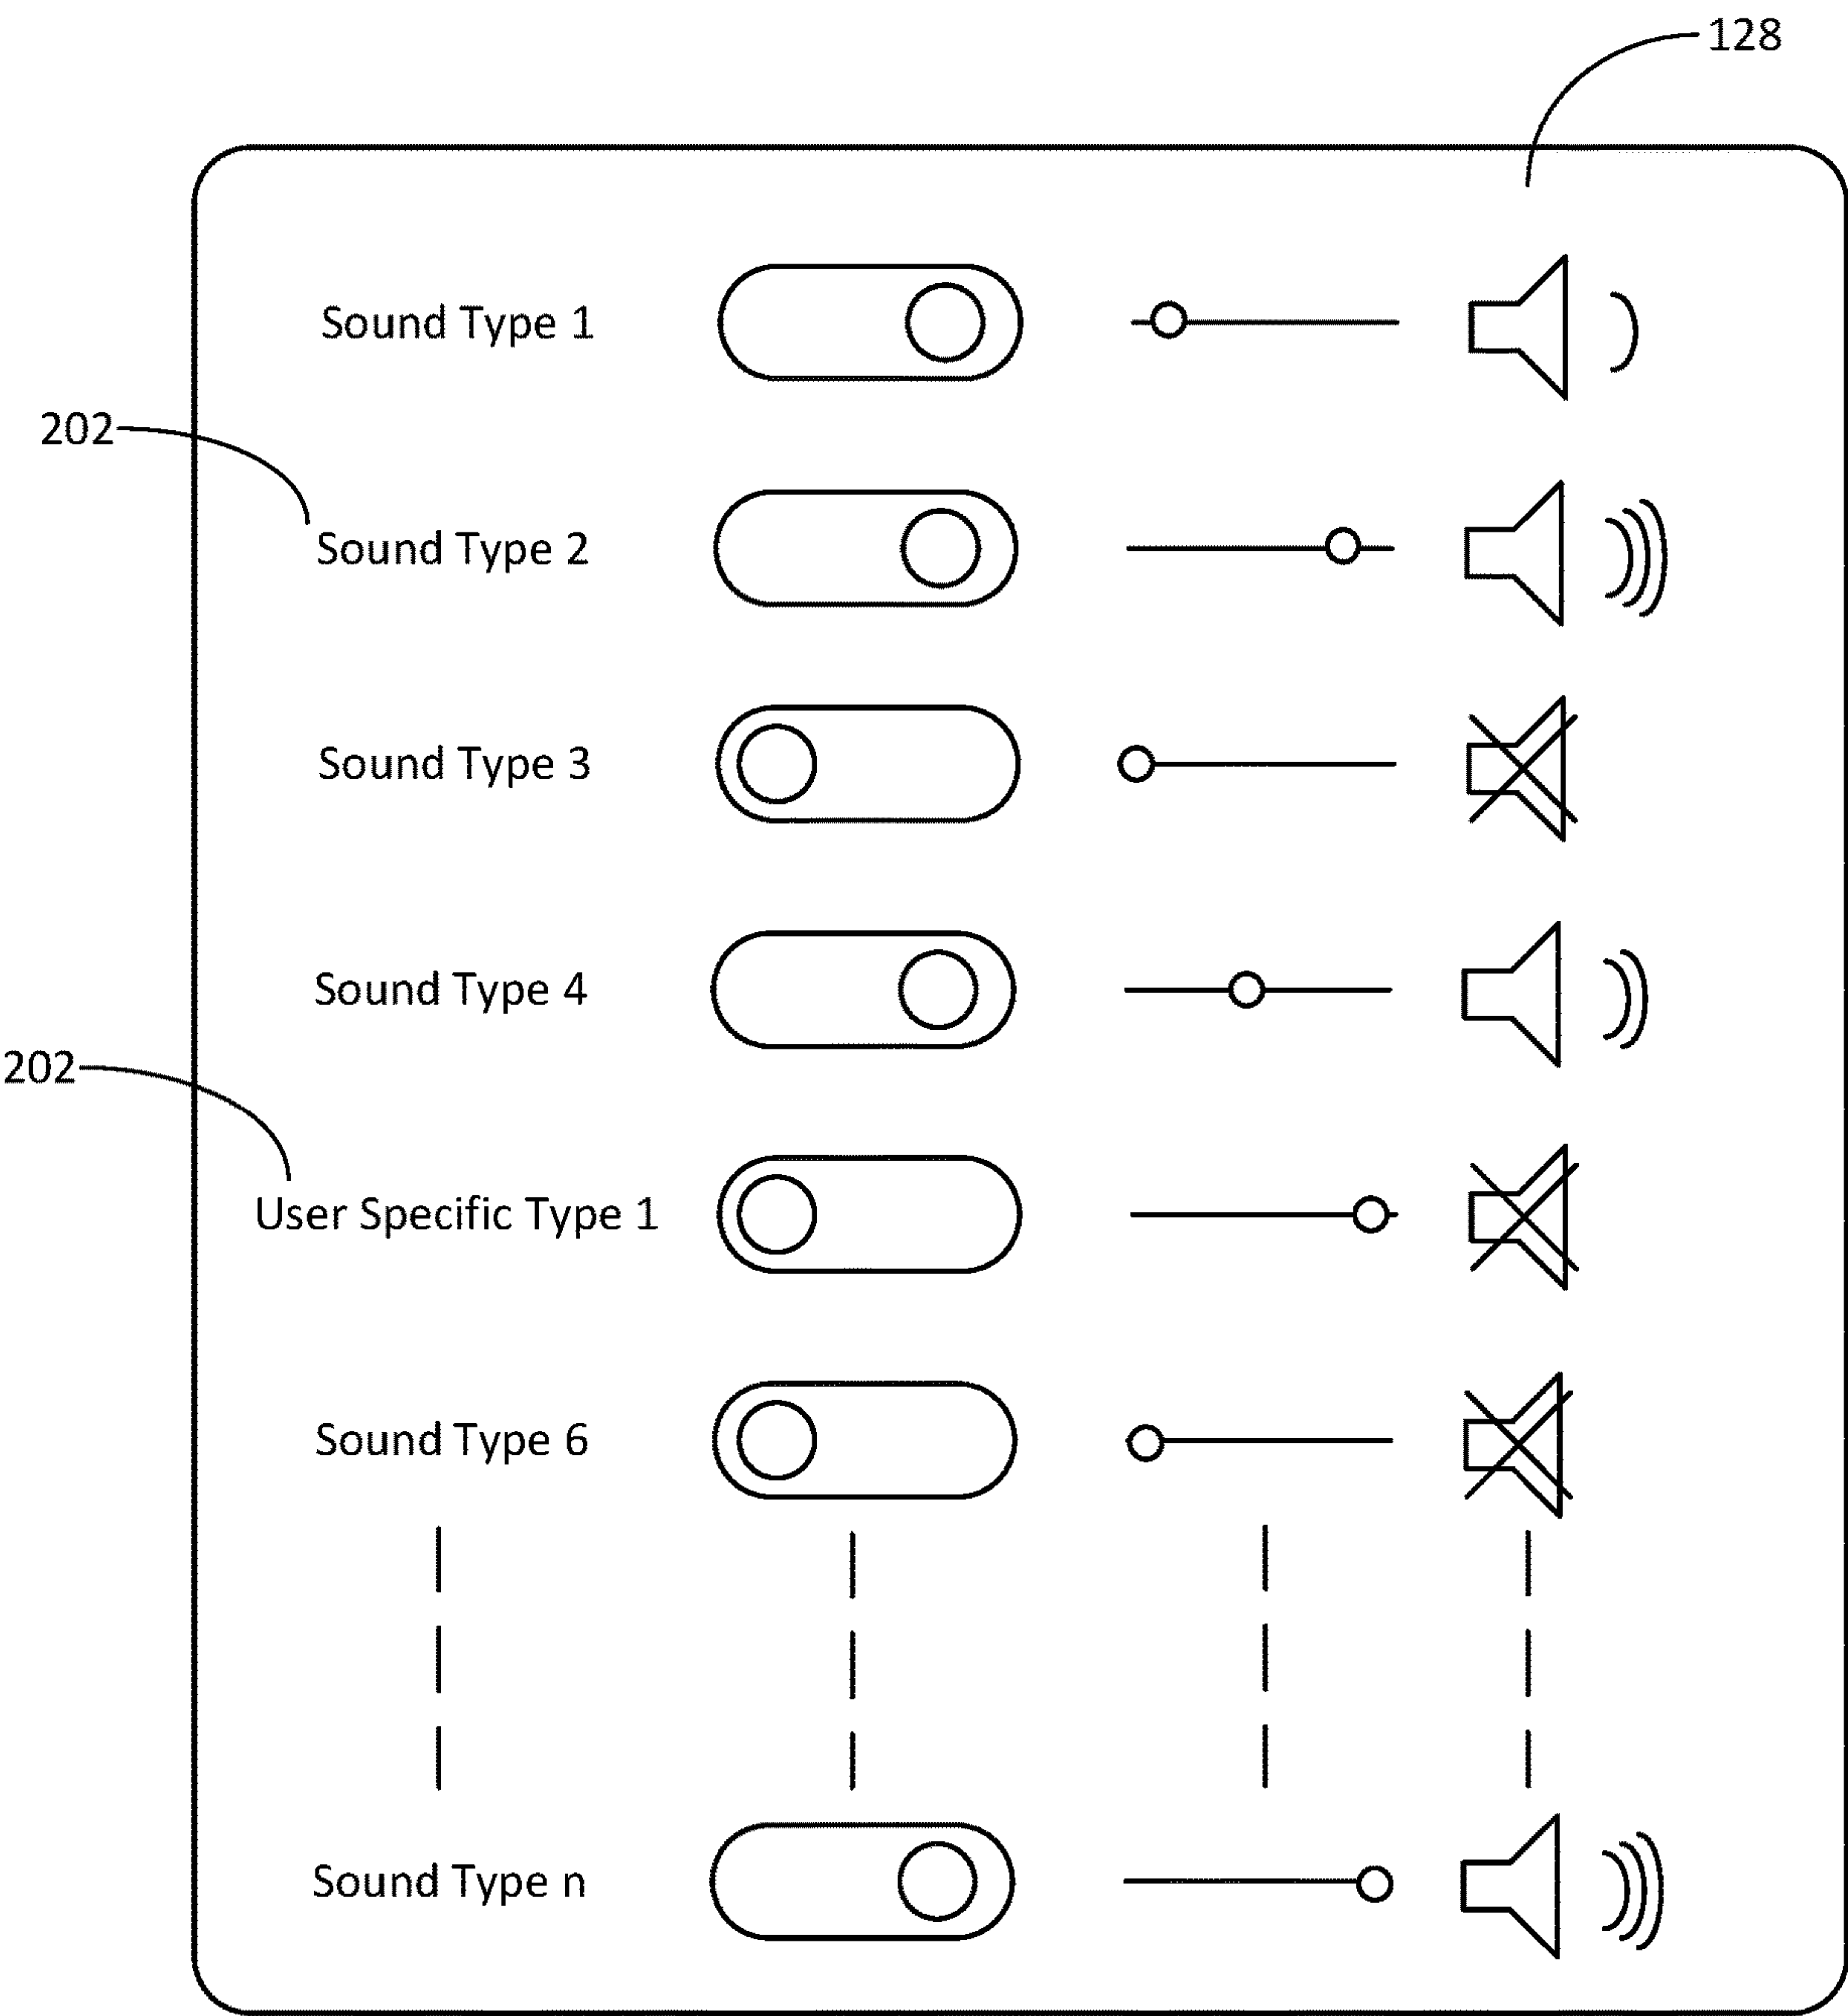 128
Sound Type 1
202
Sound Type 2
Sound Type 3
Sound Type 4
202
User Specific Type 1
Sound Type 6
Sound Type n